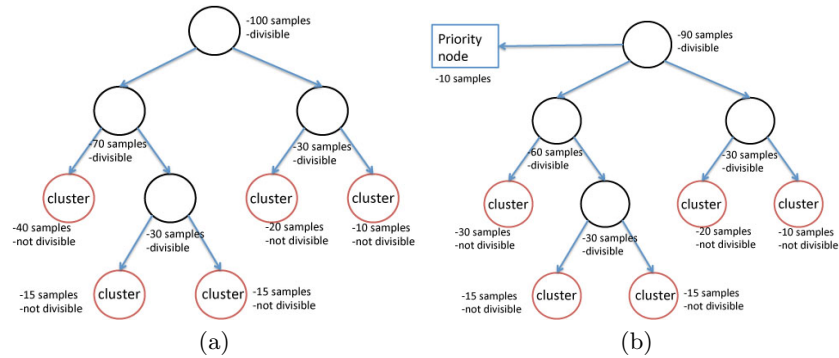 -100 samples
-divisible
-70 samples
-divisible
-30 samples
-divisible
cluster
-40 samples
-not divisible
-30 samples
-divisible
cluster
-20 samples
-not divisible
cluster
-10 samples
-not divisible
-15 samples
-not divisible
cluster
cluster
-15 samples
-not divisible
(a)
Priority
node
-10 samples
-90 samples
-divisible
-60 samples
-divisible
-30 samples
-divisible
cluster
-30 samples
-not divisible
-30 samples
-divisible
cluster
-20 samples
-not divisible
cluster
-10 samples
-not divisible
-15 samples
-not divisible
cluster
cluster
-15 samples
-not divisible
(b)